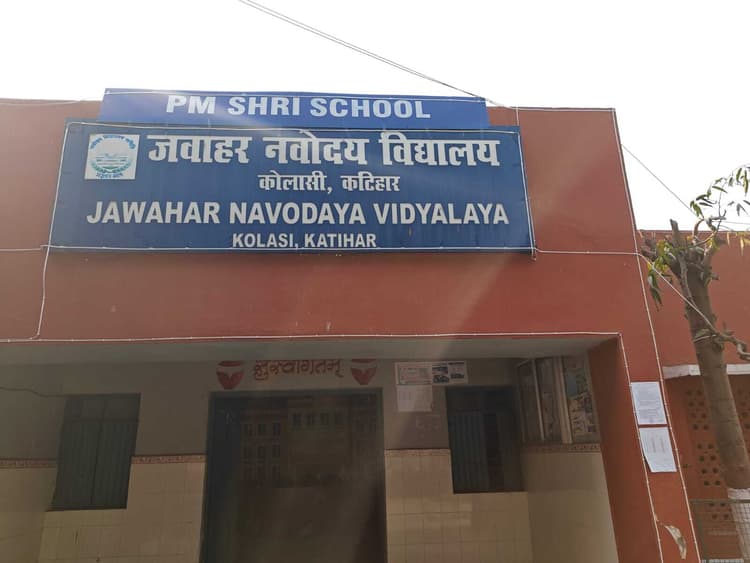 PM SHRI SCHOOL
जवाहर नवोदय विद्यालय
कोलासी, कटिहार
JAWAHAR NAVODAYA VIDYALAYA
KOLASI, KATIHAR
सुस्वागतम्